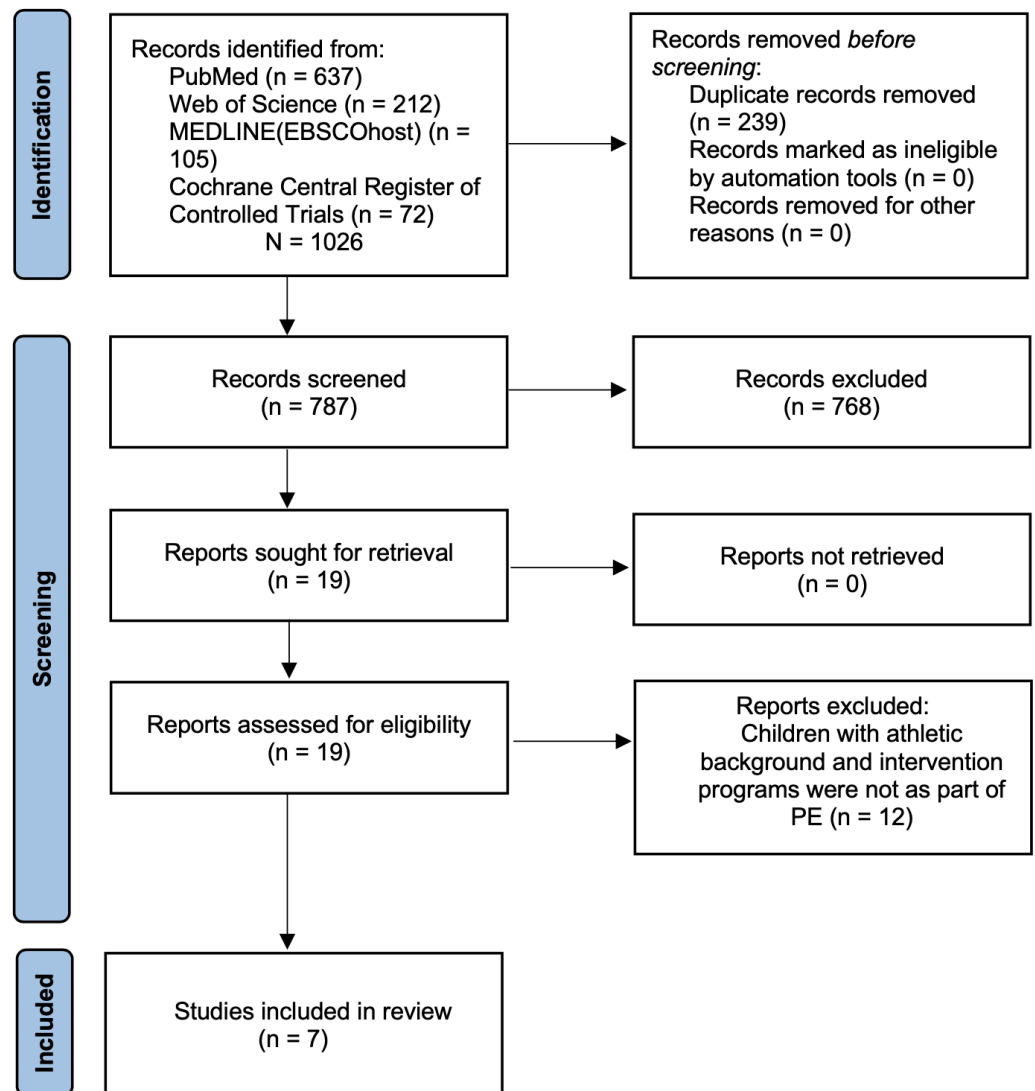 Identification
Records identified from:
PubMed (n = 637)
Web of Science (n = 212)
MEDLINE(EBSCOhost) (n =
105)
Cochrane Central Register of
Controlled Trials (n = 72)
N = 1026
Records removed before
screening:
Duplicate records removed
(n = 239)
Records marked as ineligible
by automation tools (n = 0)
Records removed for other
reasons (n = 0)
Screening
Records screened
(n = 787)
Records excluded
(n = 768)
Reports sought for retrieval
(n = 19)
Reports not retrieved
(n = 0)
Reports assessed for eligibility
(n = 19)
Reports excluded:
Children with athletic
background and intervention
programs were not as part of
PE (n = 12)
Included
Studies included in review
(n = 7)